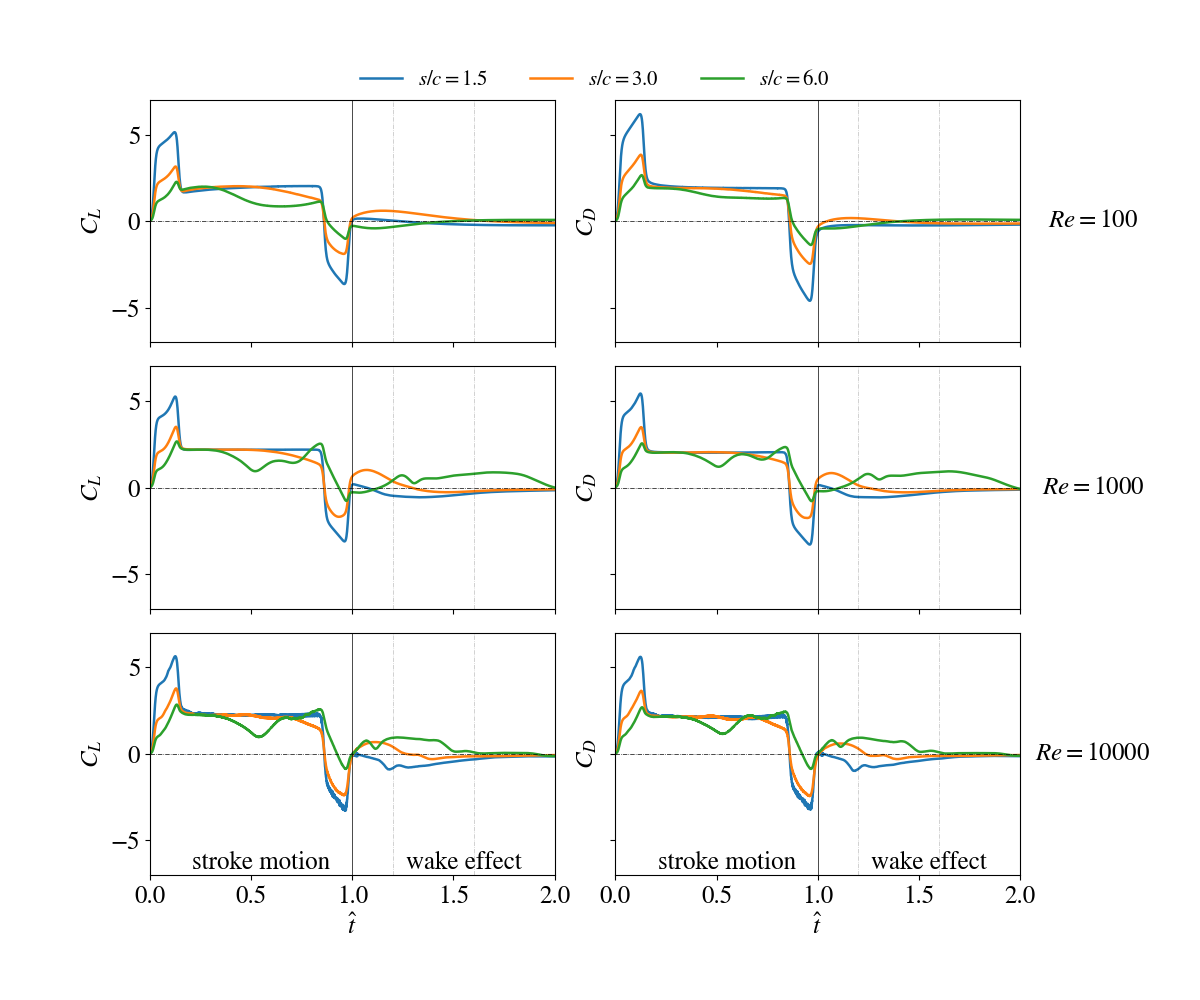 s/c = 1.5 s/c = 3.0 s/c = 6.0
5
0
−5
C_L
C_D
Re = 100
5
0
−5
C_L
C_D
Re = 1000
5
0
−5
C_L
C_D
Re = 10000
stroke motion wake effect stroke motion wake effect
0.0 0.5 1.0 1.5 2.0 0.0 0.5 1.0 1.5 2.0
t̂ t̂